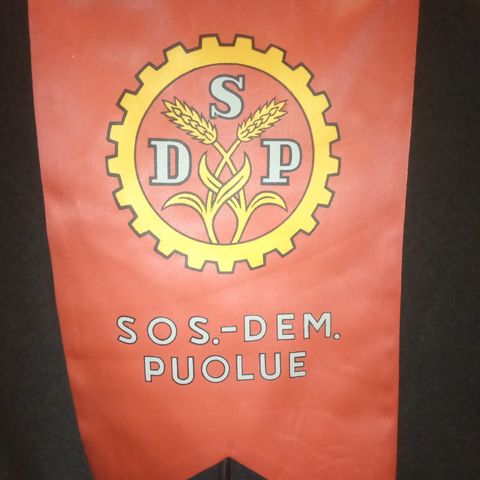 S
D P
SOS.-DEM.
PUOLUE